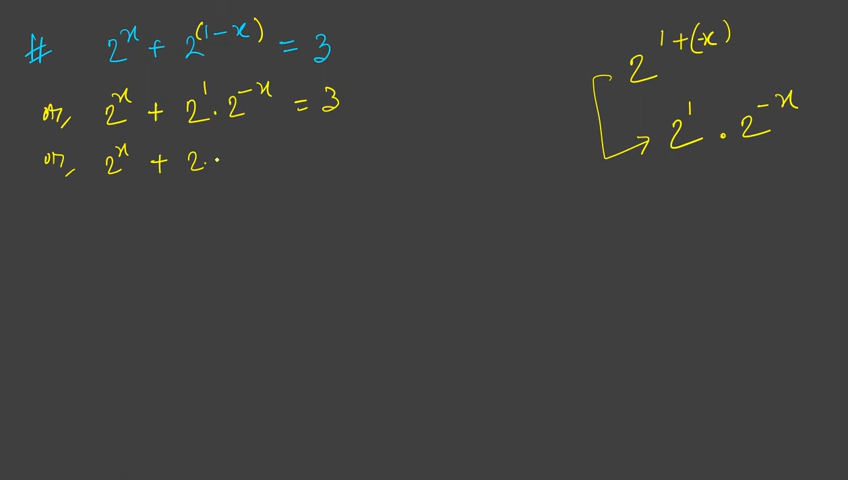 # 2^x + 2^(1-x) = 3
or, 2^x + 2^1 · 2^-x = 3
or, 2^x + 2 ·
2^1+(-x)
2^1 · 2^-x